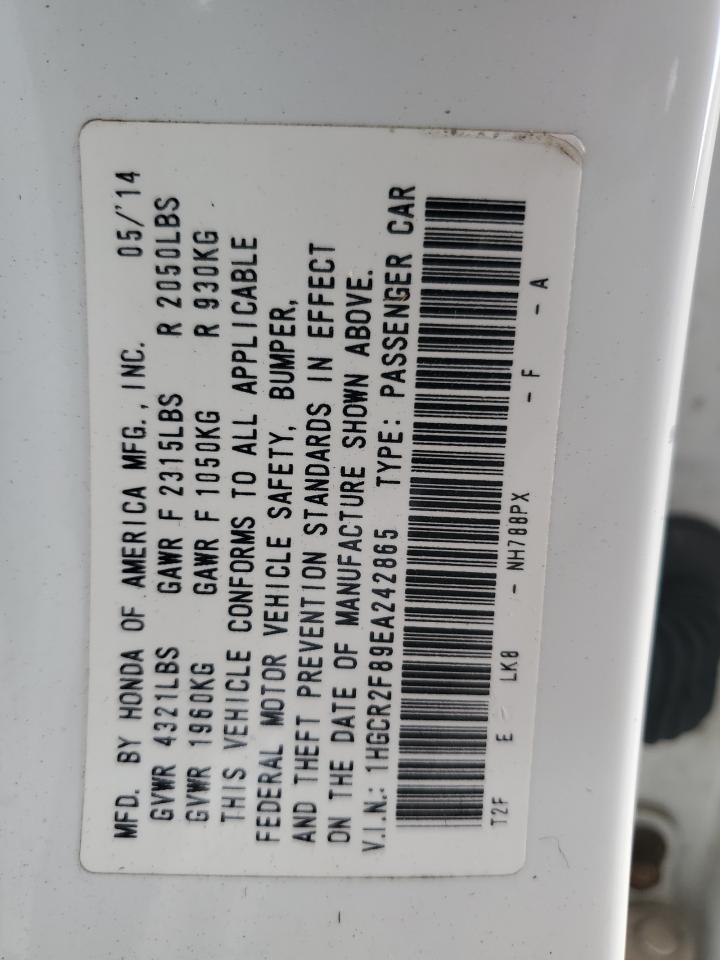 MFD. BY HONDA OF AMERICA MFG., INC. 05/'14
GVWR 4321LBS GAWR F 2315LBS R 2050LBS
GVWR 1960KG GAWR F 1050KG R 930KG
THIS VEHICLE CONFORMS TO ALL APPLICABLE
FEDERAL MOTOR VEHICLE SAFETY, BUMPER,
AND THEFT PREVENTION STANDARDS IN EFFECT
ON THE DATE OF MANUFACTURE SHOWN ABOVE.
V.I.N.: 1HGCR2F89EA242865 TYPE: PASSENGER CAR
T2F E - LK8 - NH788PX - F - A